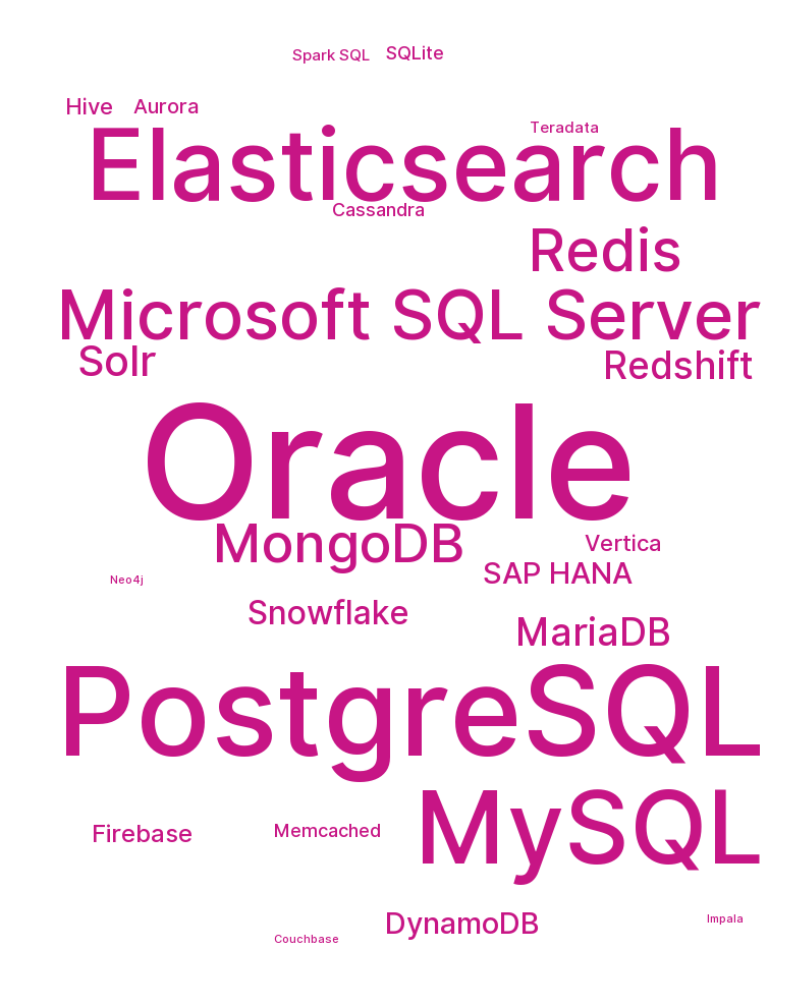 Spark SQL SQLite
Hive Aurora
Teradata
Elasticsearch
Cassandra
Redis
Microsoft SQL Server
Solr Redshift
Oracle
MongoDB
Vertica
Neo4j
SAP HANA
Snowflake
MariaDB
PostgreSQL
MySQL
Firebase Memcached
DynamoDB
Impala
Couchbase